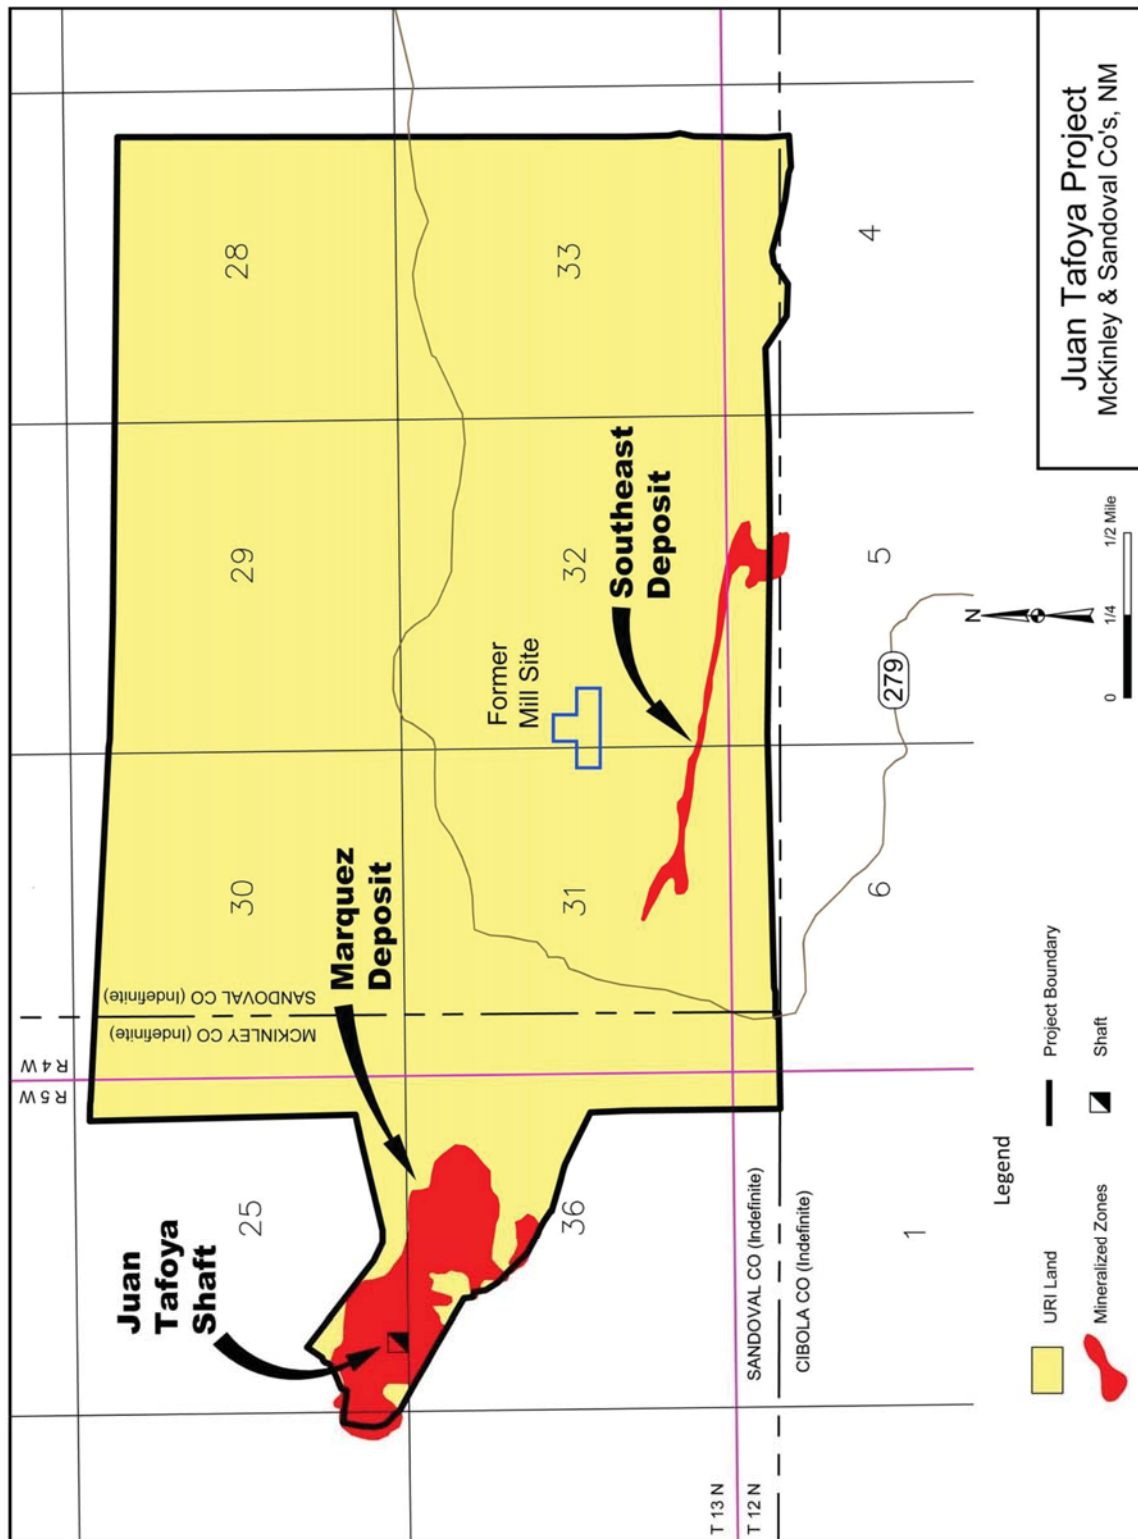 R 5 W
R 4 W
MCKINLEY CO (Indefinite)
SANDOVAL CO (Indefinite)
Juan
Tafoya
Shaft
25
30
29
28
Marquez
Deposit
Former
Mill Site
36
31
32
33
Southeast
Deposit
T 13 N
T 12 N
SANDOVAL CO (Indefinite)
CIBOLA CO (Indefinite)
1
6
5
4
279
Legend
URI Land
Project Boundary
Mineralized Zones
Shaft
N
0
1/4
1/2 Mile
Juan Tafoya Project
McKinley & Sandoval Co's, NM